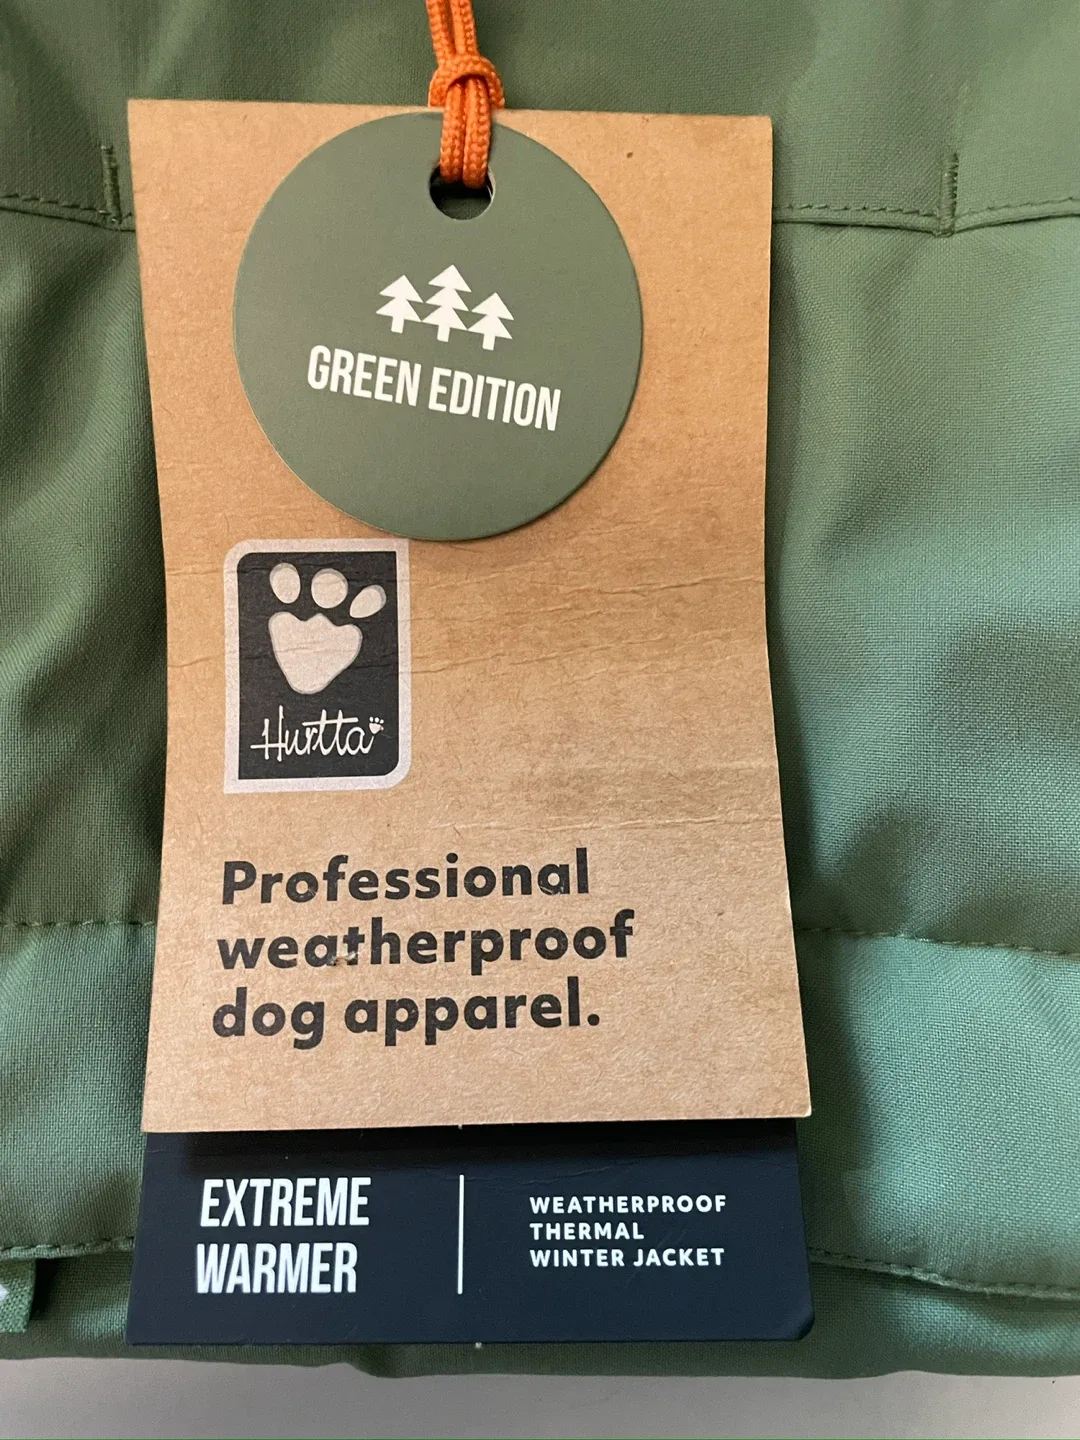 GREEN EDITION
Hurtta
Professional
weatherproof
dog apparel.
EXTREME
WARMER
WEATHERPROOF
THERMAL
WINTER JACKET